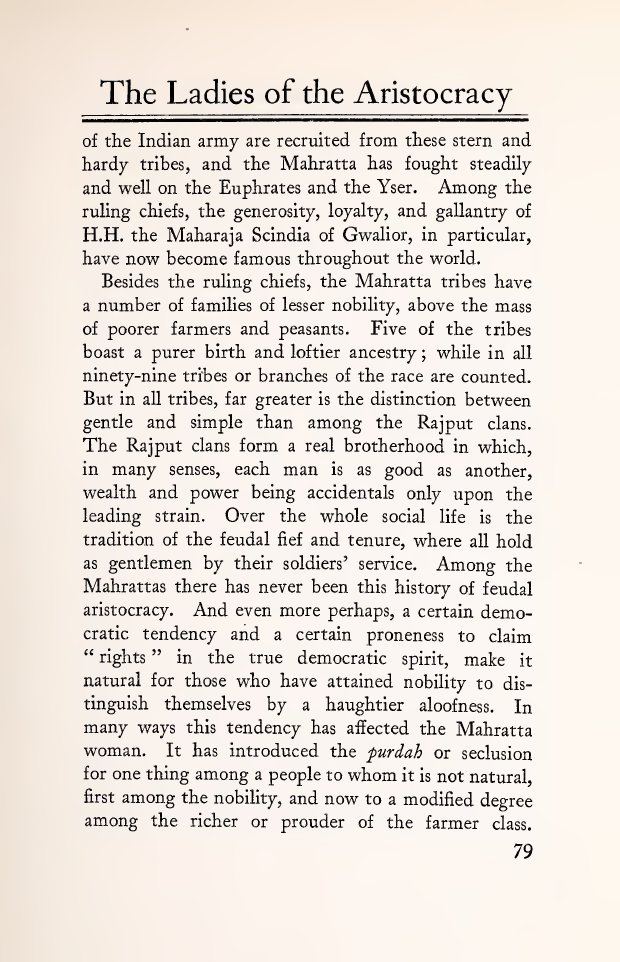 The Ladies of the Aristocracy
of the Indian army are recruited from these stern and
hardy tribes, and the Mahratta has fought steadily
and well on the Euphrates and the Yser. Among the
ruling chiefs, the generosity, loyalty, and gallantry of
H.H. the Maharaja Scindia of Gwalior, in particular,
have now become famous throughout the world.
Besides the ruling chiefs, the Mahratta tribes have
a number of families of lesser nobility, above the mass
of poorer farmers and peasants. Five of the tribes
boast a purer birth and loftier ancestry; while in all
ninety-nine tribes or branches of the race are counted.
But in all tribes, far greater is the distinction between
gentle and simple than among the Rajput clans.
The Rajput clans form a real brotherhood in which,
in many senses, each man is as good as another,
wealth and power being accidentals only upon the
leading strain. Over the whole social life is the
tradition of the feudal fief and tenure, where all hold
as gentlemen by their soldiers' service. Among the
Mahrattas there has never been this history of feudal
aristocracy. And even more perhaps, a certain demo-
cratic tendency and a certain proneness to claim
“rights” in the true democratic spirit, make it
natural for those who have attained nobility to dis-
tinguish themselves by a haughtier aloofness. In
many ways this tendency has affected the Mahratta
woman. It has introduced the purdah or seclusion
for one thing among a people to whom it is not natural,
first among the nobility, and now to a modified degree
among the richer or prouder of the farmer class.
79